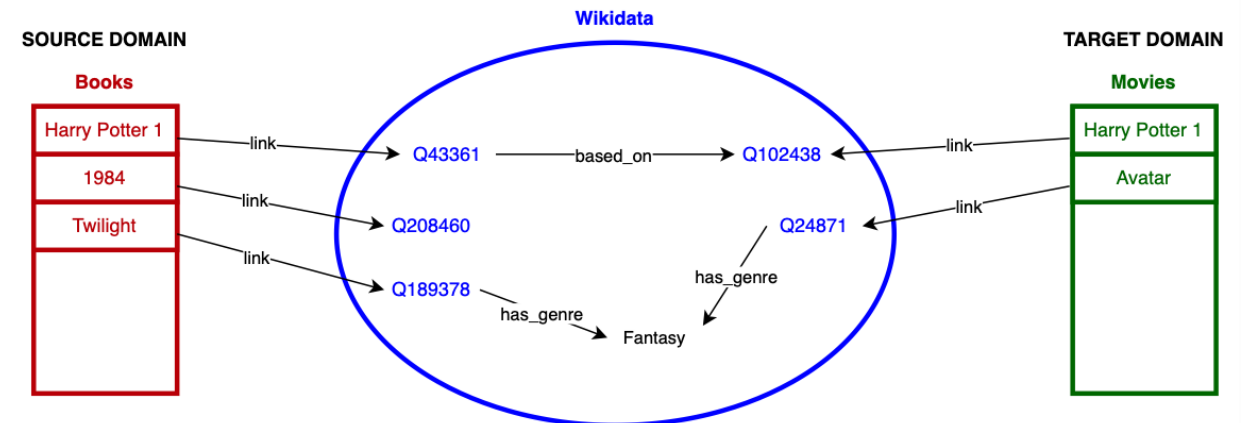 Wikidata
SOURCE DOMAIN
TARGET DOMAIN
Books
Movies
Harry Potter 1
1984
Twilight
link
link
link
Q43361
based_on
Q102438
Q208460
Q24871
Q189378
has_genre
has_genre
Fantasy
link
link
Harry Potter 1
Avatar